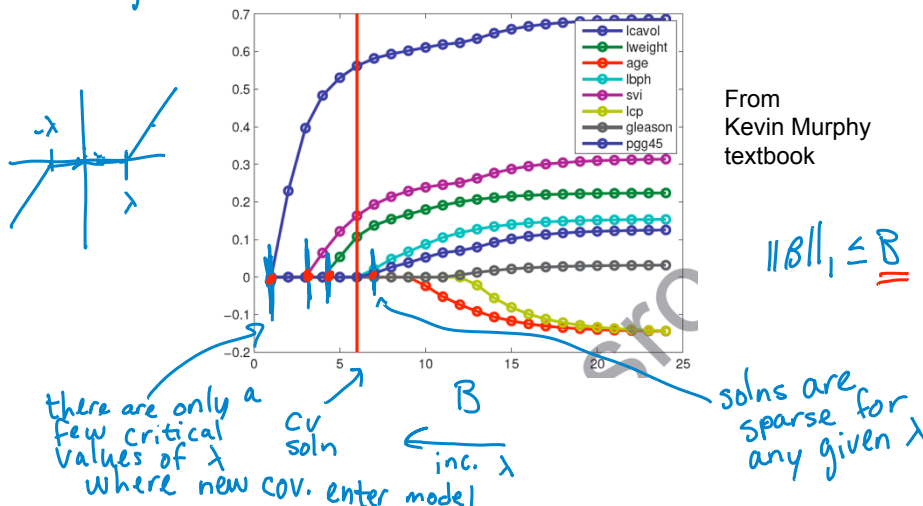 0.7
0.6
0.5
0.4
0.3
0.2
0.1
0
−0.1
−0.2
0
5
10
15
20
25
lcavol
lweight
age
lbph
svi
lcp
gleason
pgg45
From
Kevin Murphy
textbook
-λ
λ
||B||₁ ≤ B
there are only a
few critical
values of λ
where new cov. enter model
CV
soln
B
inc. λ
solns are
sparse for
any given λ